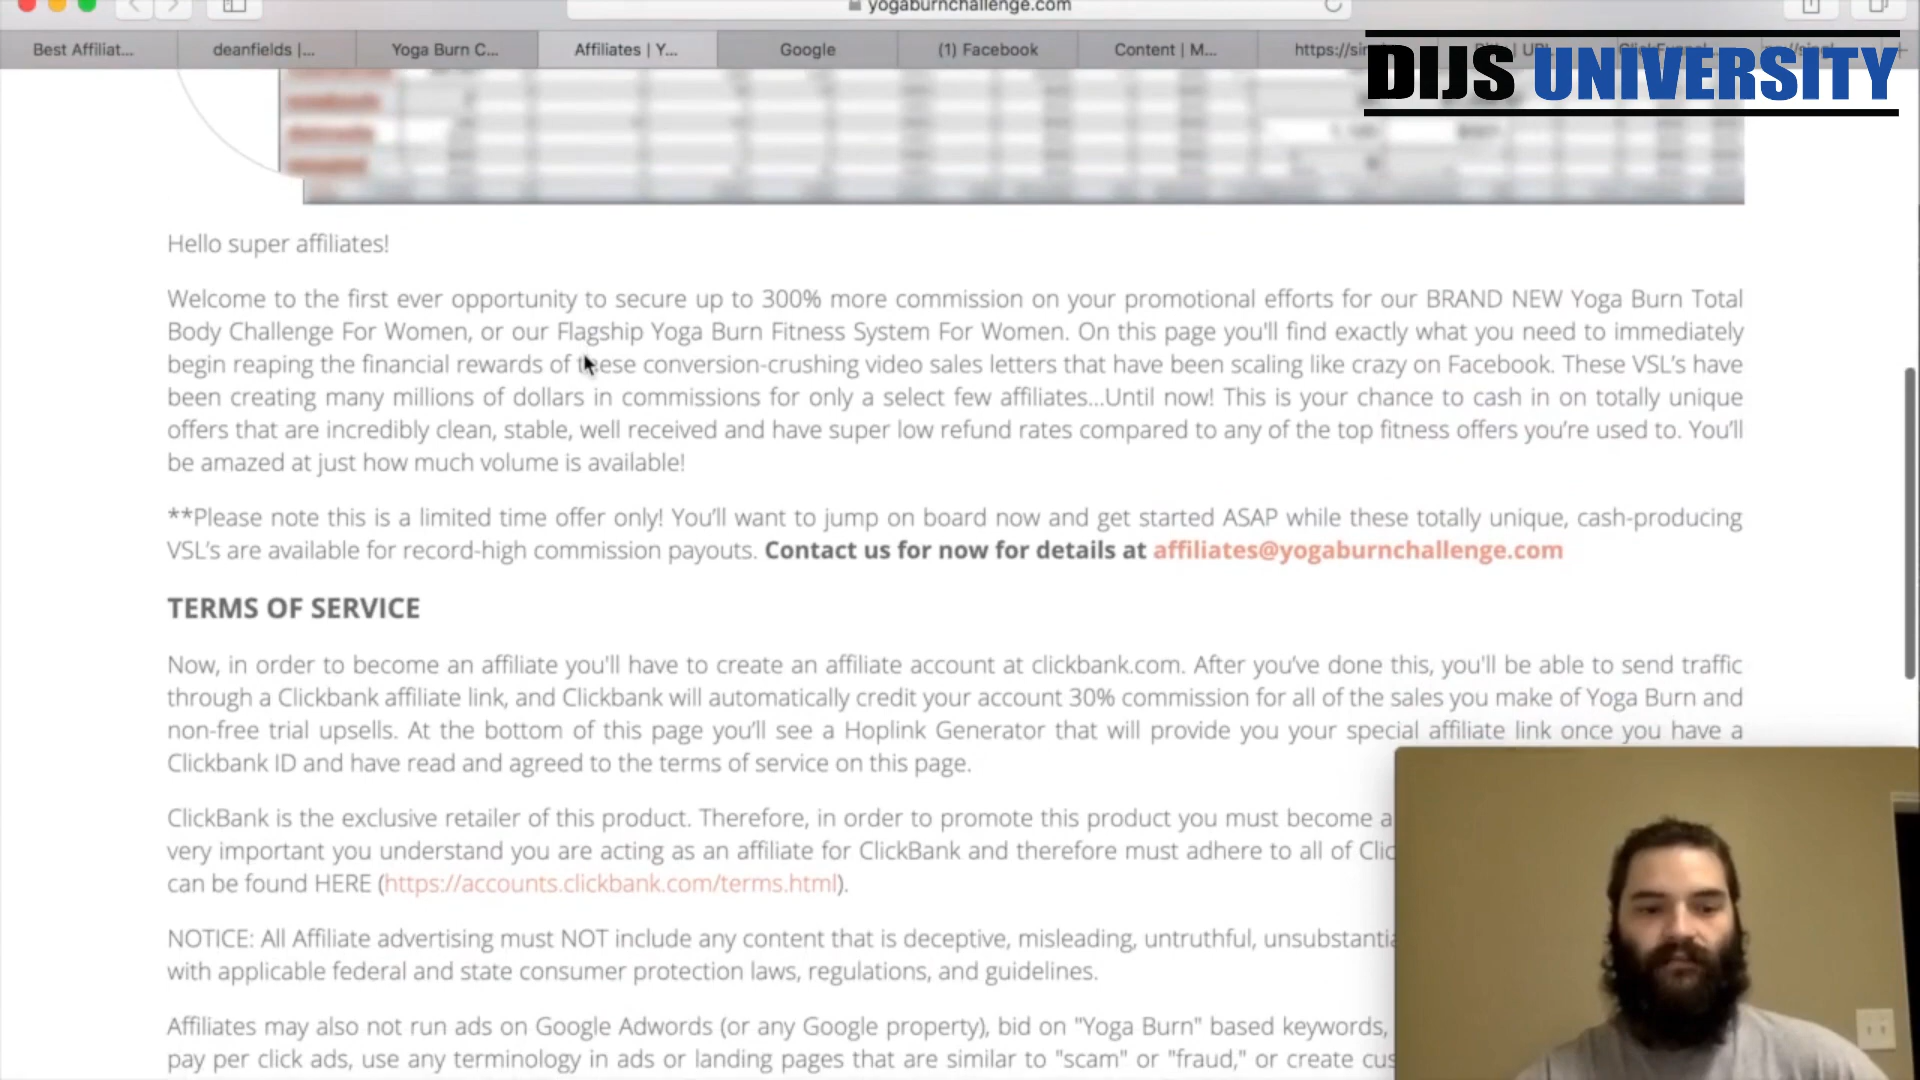 yogaburnchallenge.com
Best Affiliat... deanfields |... Yoga Burn C... Affiliates | Y... Google (1) Facebook Content | M...
DIJS UNIVERSITY
Hello super affiliates!
Welcome to the first ever opportunity to secure up to 300% more commission on your promotional efforts for our BRAND NEW Yoga Burn Total
Body Challenge For Women, or our Flagship Yoga Burn Fitness System For Women. On this page you'll find exactly what you need to immediately
begin reaping the financial rewards of these conversion-crushing video sales letters that have been scaling like crazy on Facebook. These VSL's have
been creating many millions of dollars in commissions for only a select few affiliates...Until now! This is your chance to cash in on totally unique
offers that are incredibly clean, stable, well received and have super low refund rates compared to any of the top fitness offers you're used to. You'll
be amazed at just how much volume is available!
**Please note this is a limited time offer only! You'll want to jump on board now and get started ASAP while these totally unique, cash-producing
VSL's are available for record-high commission payouts. Contact us for now for details at affiliates@yogaburnchallenge.com
TERMS OF SERVICE
Now, in order to become an affiliate you'll have to create an affiliate account at clickbank.com. After you've done this, you'll be able to send traffic
through a Clickbank affiliate link, and Clickbank will automatically credit your account 30% commission for all of the sales you make of Yoga Burn and
non-free trial upsells. At the bottom of this page you'll see a Hoplink Generator that will provide you your special affiliate link once you have a
Clickbank ID and have read and agreed to the terms of service on this page.
ClickBank is the exclusive retailer of this product. Therefore, in order to promote this product you must become a
very important you understand you are acting as an affiliate for ClickBank and therefore must adhere to all of Clic
can be found HERE (https://accounts.clickbank.com/terms.html).
NOTICE: All Affiliate advertising must NOT include any content that is deceptive, misleading, untruthful, unsubstantia
with applicable federal and state consumer protection laws, regulations, and guidelines.
Affiliates may also not run ads on Google Adwords (or any Google property), bid on "Yoga Burn" based keywords,
pay per click ads, use any terminology in ads or landing pages that are similar to "scam" or "fraud," or create cus